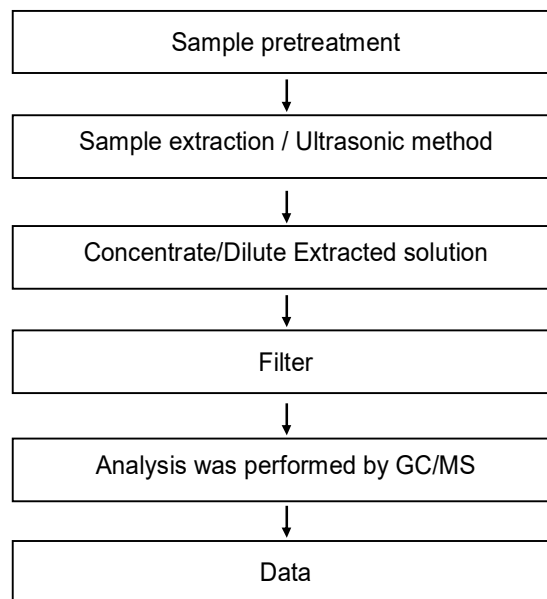 Sample pretreatment
Sample extraction / Ultrasonic method
Concentrate/Dilute Extracted solution
Filter
Analysis was performed by GC/MS
Data